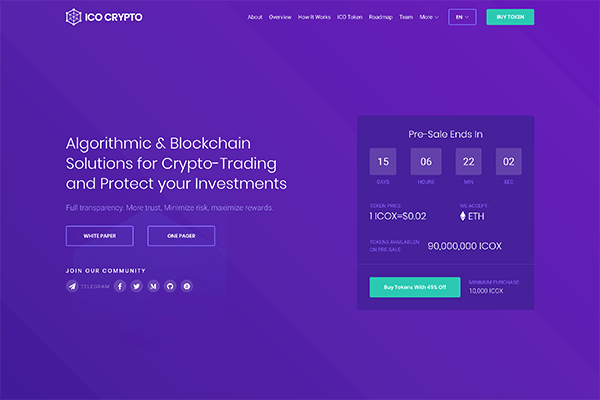 ICO CRYPTO
About Overview How It Works ICO Token Roadmap Team More EN BUY TOKEN
Algorithmic & Blockchain
Solutions for Crypto-Trading
and Protect your Investments
Full transparency. More trust, Minimize risk, maximize rewards.
WHITE PAPER ONE PAGER
JOIN OUR COMMUNITY
TELEGRAM
Pre-Sale Ends In
15 06 22 02
DAYS HOURS MIN SEC
TOKEN PRICE WE ACCEPT
1 ICOX=$0.02 ETH
TOKENS AVAILABLE IN
ON PRE-SALE
90,000,000 ICOX
Buy Tokens With 45% Off
MINIMUM PURCHASE
10,000 ICOX